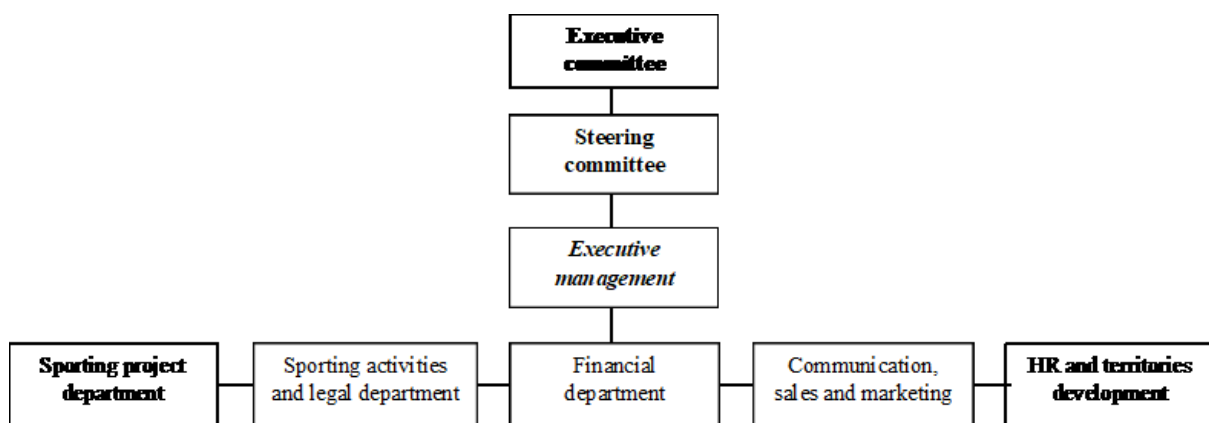 Executive
committee
Steering
committee
Executive
management
Sporting project
department
Sporting activities
and legal department
Financial
department
Communication,
sales and marketing
HR and territories
development